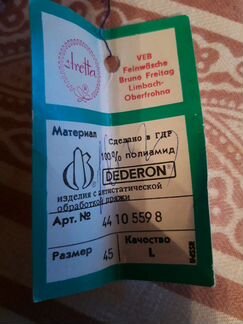 stretta
VEB
Feinwäsche
Bruno Freitag
Limbach-
Oberfrohna
Материал
Сделано в ГДР
100% полиамид
DEDERON®
изделия с антистатической
обработкой пряжи
Арт. № 44 10 559 8
Размер 45
Качество L